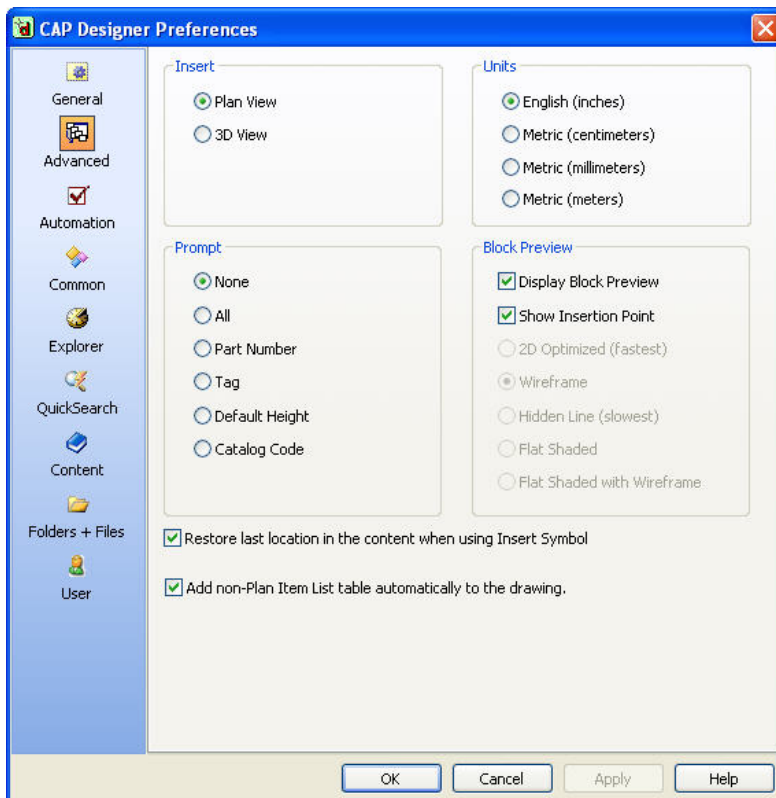 CAP Designer Preferences
General
Advanced
Automation
Common
Explorer
QuickSearch
Content
Folders + Files
User
Insert
Plan View
3D View
Units
English (inches)
Metric (centimeters)
Metric (millimeters)
Metric (meters)
Prompt
None
All
Part Number
Tag
Default Height
Catalog Code
Block Preview
Display Block Preview
Show Insertion Point
2D Optimized (fastest)
Wireframe
Hidden Line (slowest)
Flat Shaded
Flat Shaded with Wireframe
Restore last location in the content when using Insert Symbol
Add non-Plan Item List table automatically to the drawing.
OK
Cancel
Apply
Help